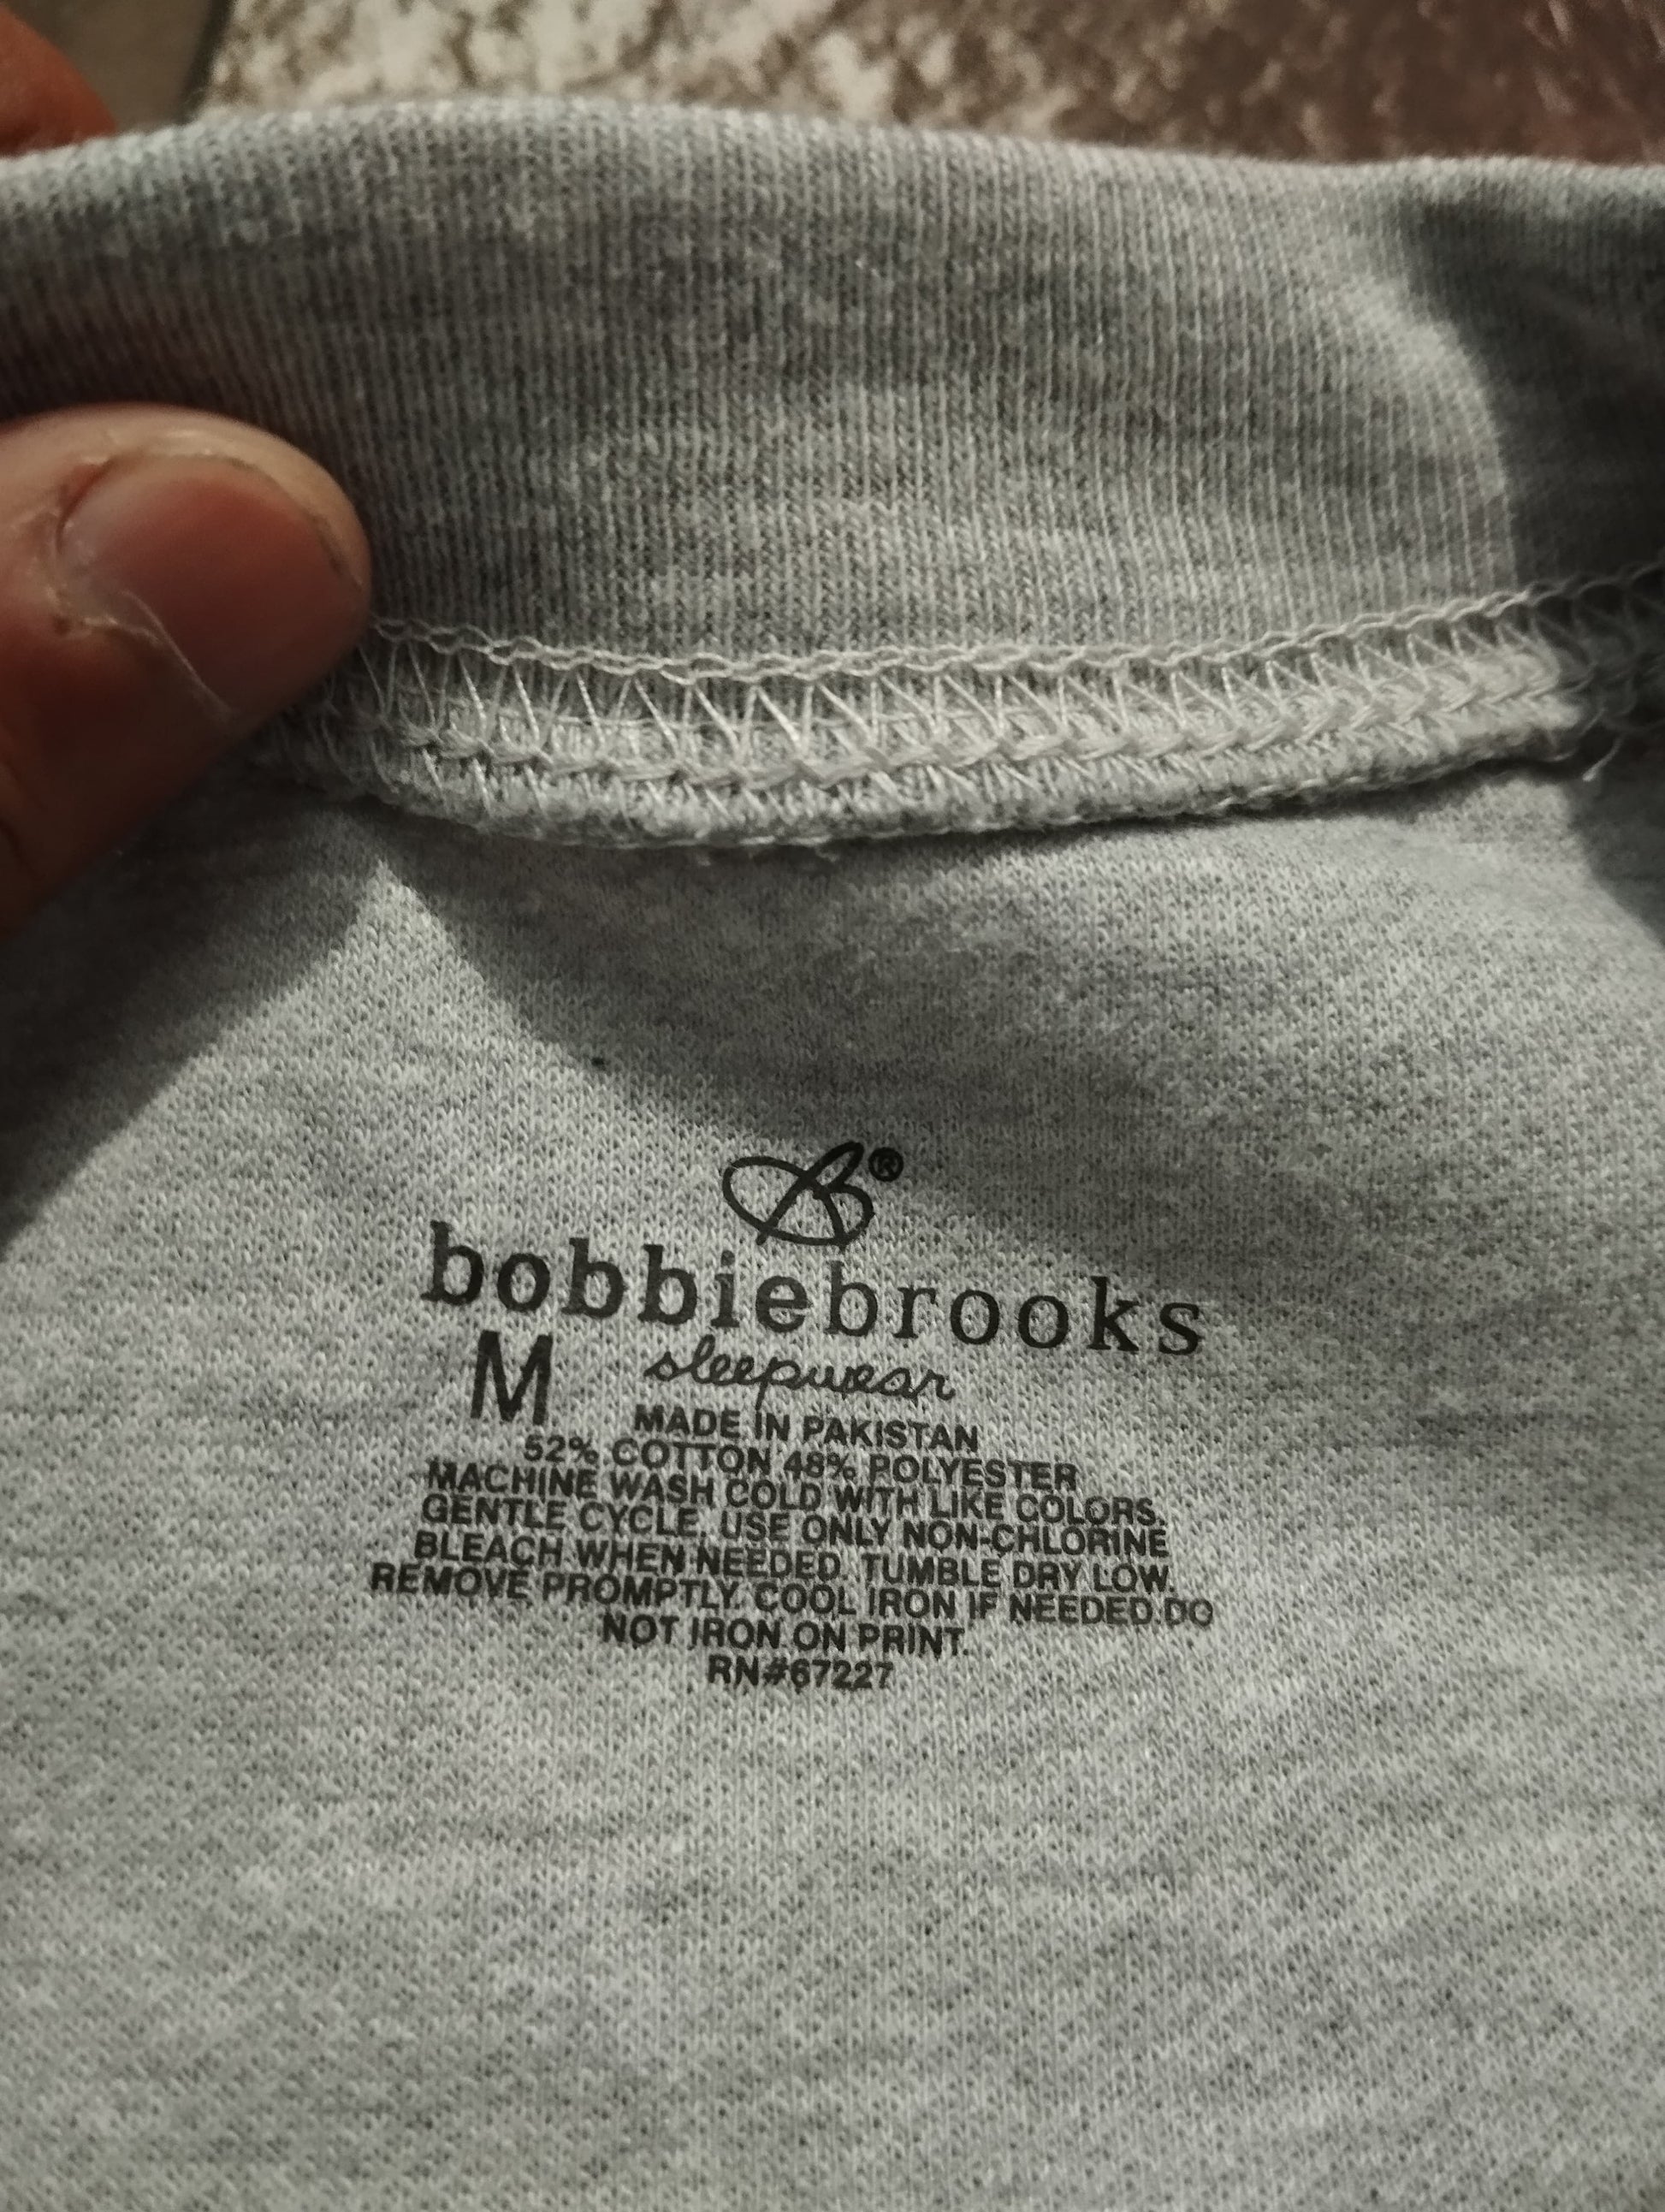 B®
bobbiebrooks
M sleepwear
MADE IN PAKISTAN
52% COTTON 48% POLYESTER
MACHINE WASH COLD WITH LIKE COLORS.
GENTLE CYCLE. USE ONLY NON-CHLORINE
BLEACH WHEN NEEDED. TUMBLE DRY LOW.
REMOVE PROMPTLY. COOL IRON IF NEEDED.DO
NOT IRON ON PRINT.
RN#67227